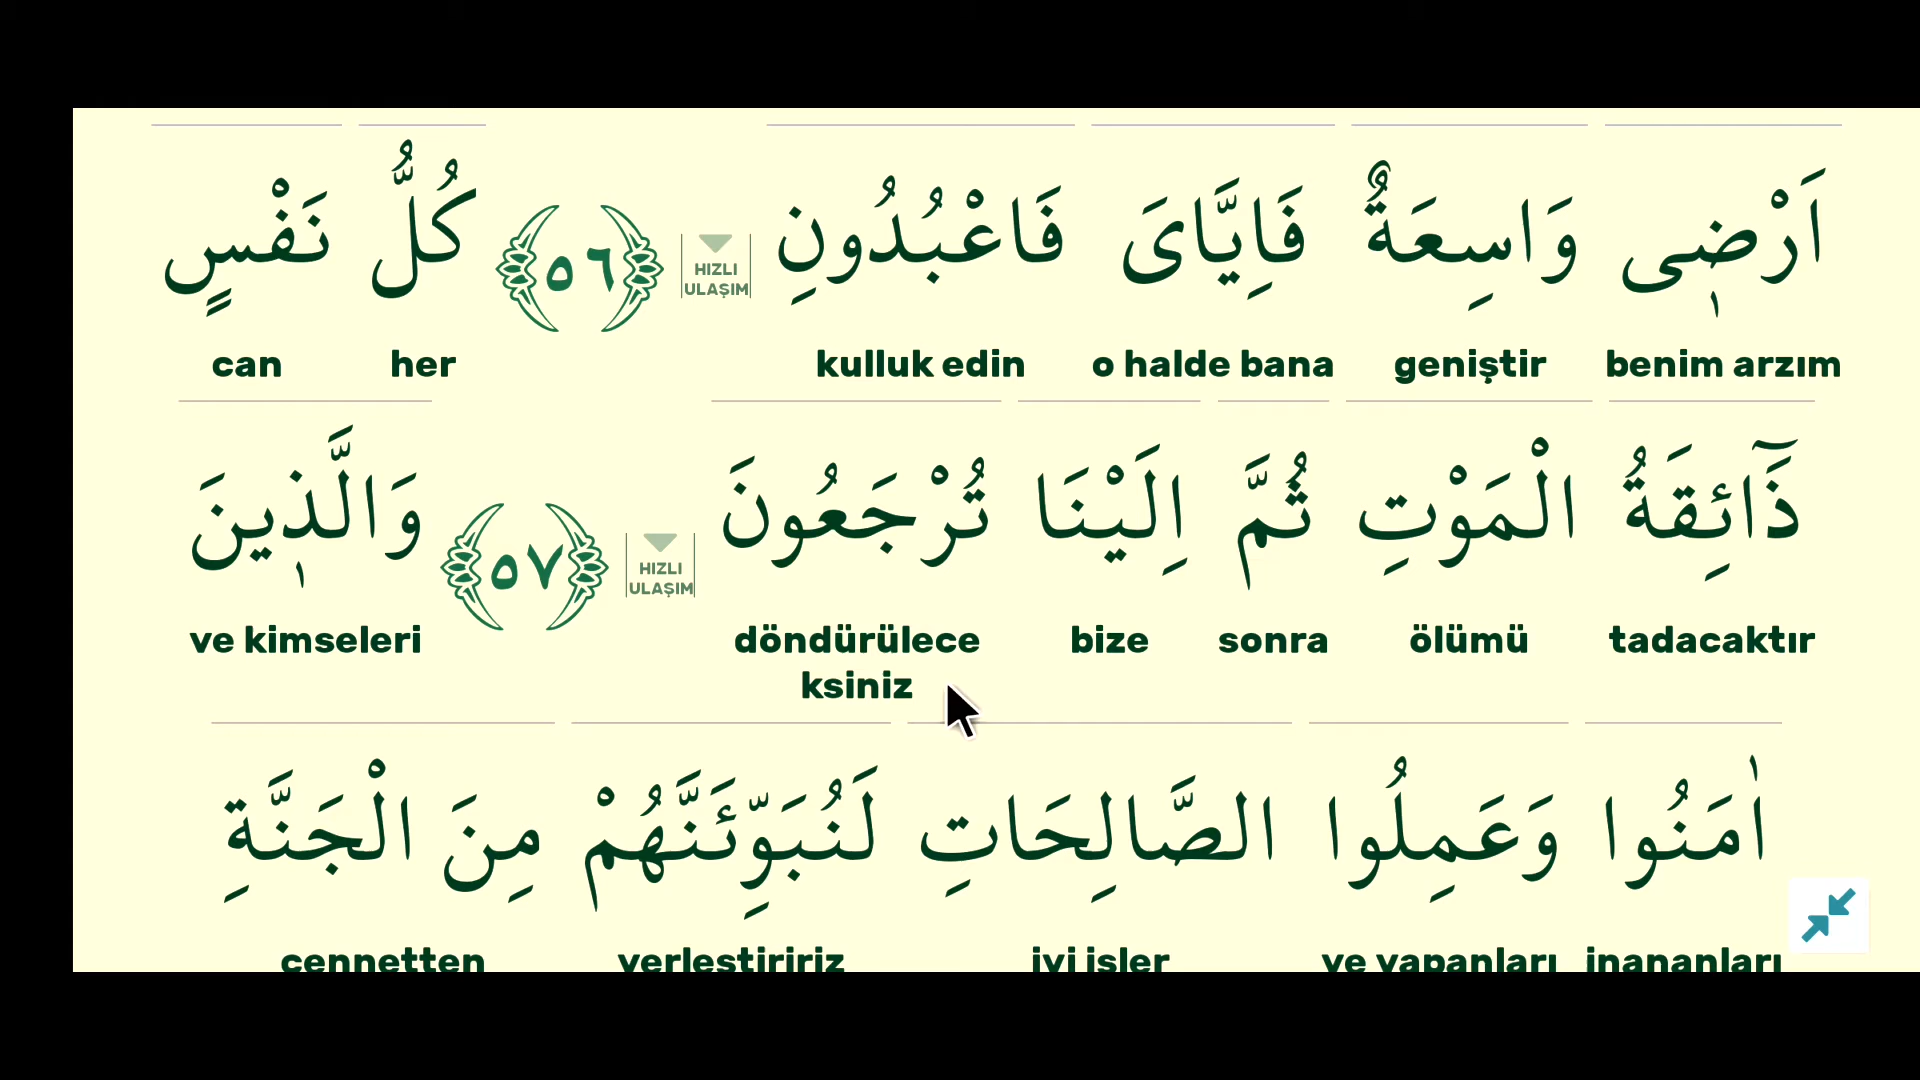 اَرْضٖى وَاسِعَةٌ فَاِيَّاىَ فَاعْبُدُونِ HIZLI ULAŞIM ﴿٥٦﴾ كُلُّ نَفْسٍ
benim arzım geniştir o halde bana kulluk edin her can
ذَٓائِقَةُ الْمَوْتِ ثُمَّ اِلَيْنَا تُرْجَعُونَ HIZLI ULAŞIM ﴿٥٧﴾ وَالَّذٖينَ
tadacaktır ölümü sonra bize döndürülece ve kimseleri
ksiniz
اٰمَنُوا وَعَمِلُوا الصَّالِحَاتِ لَنُبَوِّئَنَّهُمْ مِنَ الْجَنَّةِ
inananları ve yapanları iyi işler yerleştiririz cennetten